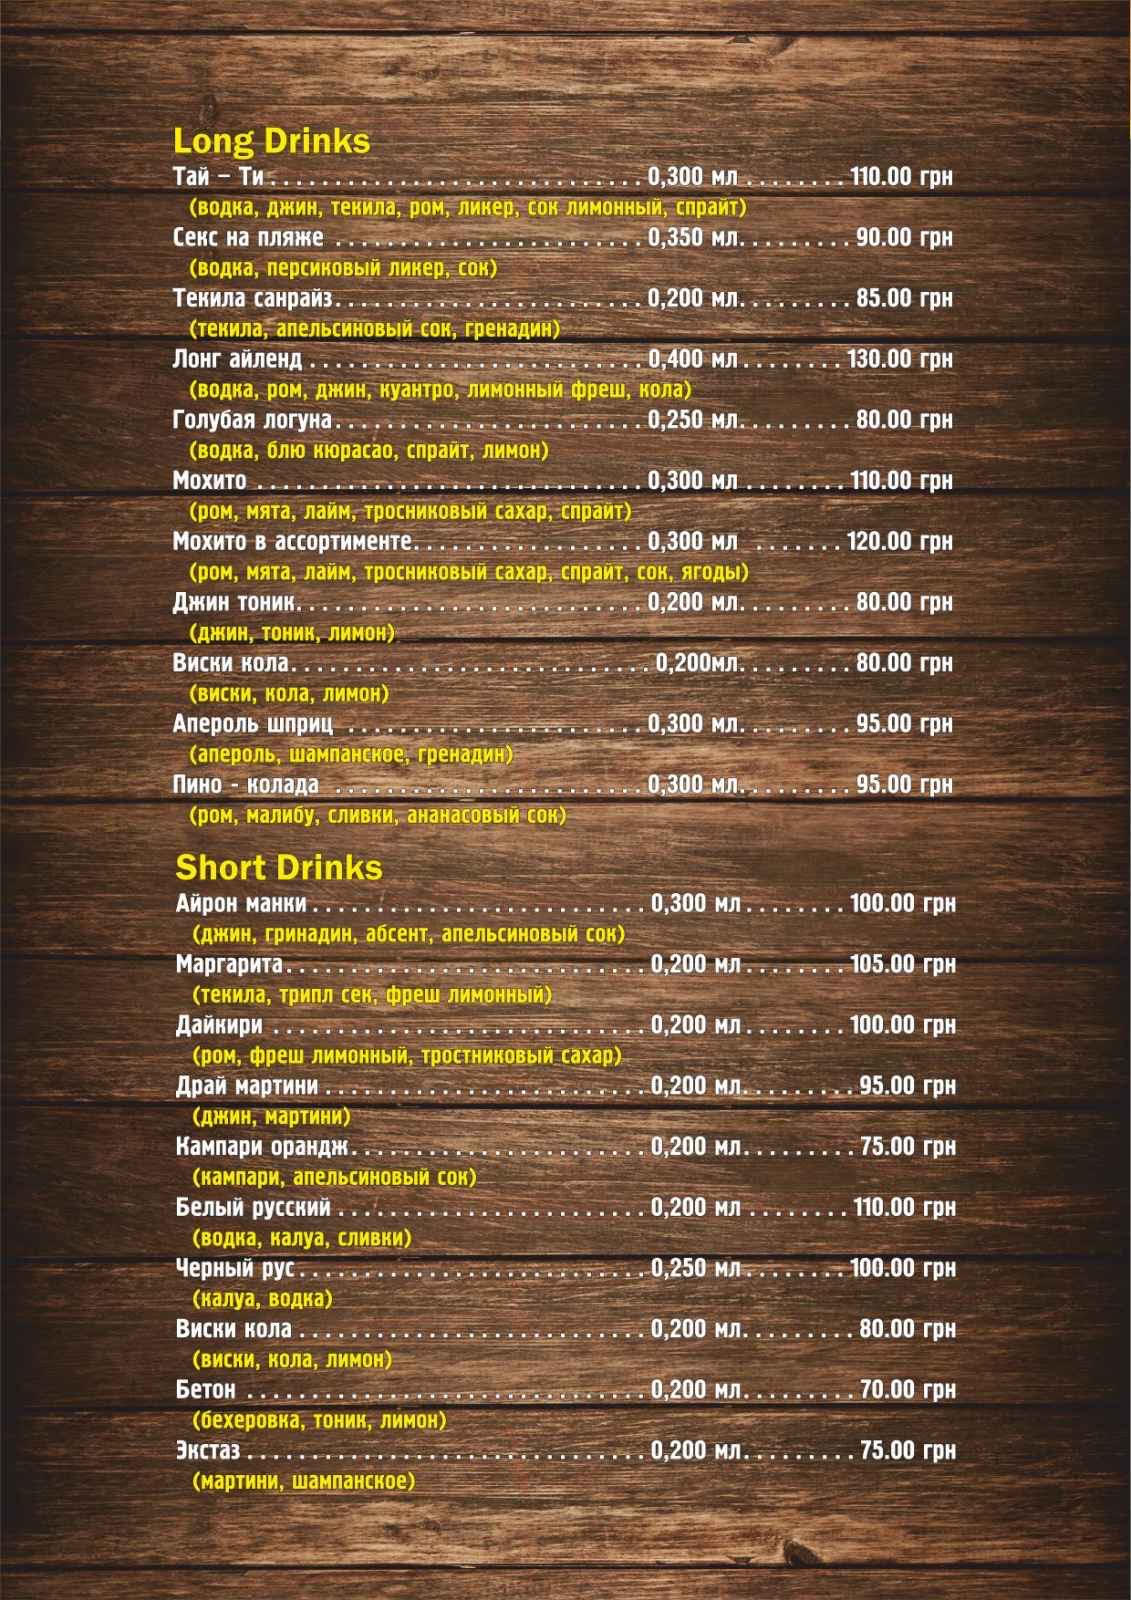 Long Drinks
Тай – Ти ............................. 0,300 мл ........ 110.00 грн
(водка, джин, текила, ром, ликер, сок лимонный, спрайт)
Секс на пляже ........................ 0,350 мл ......... 90.00 грн
(водка, персиковый ликер, сок)
Текила санрайз ........................ 0,200 мл ......... 85.00 грн
(текила, апельсиновый сок, гренадин)
Лонг айленд .......................... 0,400 мл ........ 130.00 грн
(водка, ром, джин, куантро, лимонный фреш, кола)
Голубая логуна ........................ 0,250 мл ......... 80.00 грн
(водка, блю кюрасао, спрайт, лимон)
Мохито .............................. 0,300 мл ........ 110.00 грн
(ром, мята, лайм, тросниковый сахар, спрайт)
Мохито в ассортименте .................. 0,300 мл ....... 120.00 грн
(ром, мята, лайм, тросниковый сахар, спрайт, сок, ягоды)
Джин тоник ........................... 0,200 мл ......... 80.00 грн
(джин, тоник, лимон)
Виски кола ............................ 0,200мл ......... 80.00 грн
(виски, кола, лимон)
Апероль шприц ....................... 0,300 мл ......... 95.00 грн
(апероль, шампанское, гренадин)
Пино - колада ........................ 0,300 мл ......... 95.00 грн
(ром, малибу, сливки, ананасовый сок)
Short Drinks
Айрон манки .......................... 0,300 мл ........ 100.00 грн
(джин, гринадин, абсент, апельсиновый сок)
Маргарита ............................ 0,200 мл ........ 105.00 грн
(текила, трипл сек, фреш лимонный)
Дайкири ............................. 0,200 мл ........ 100.00 грн
(ром, фреш лимонный, тростниковый сахар)
Драй мартини ......................... 0,200 мл ......... 95.00 грн
(джин, мартини)
Кампари орандж ....................... 0,200 мл ......... 75.00 грн
(кампари, апельсиновый сок)
Белый русский ........................ 0,200 мл ........ 110.00 грн
(водка, калуа, сливки)
Черный рус ........................... 0,250 мл ........ 100.00 грн
(калуа, водка)
Виски кола ........................... 0,200 мл ......... 80.00 грн
(виски, кола, лимон)
Бетон ............................... 0,200 мл ......... 70.00 грн
(бехеровка, тоник, лимон)
Экстаз ............................... 0,200 мл ......... 75.00 грн
(мартини, шампанское)